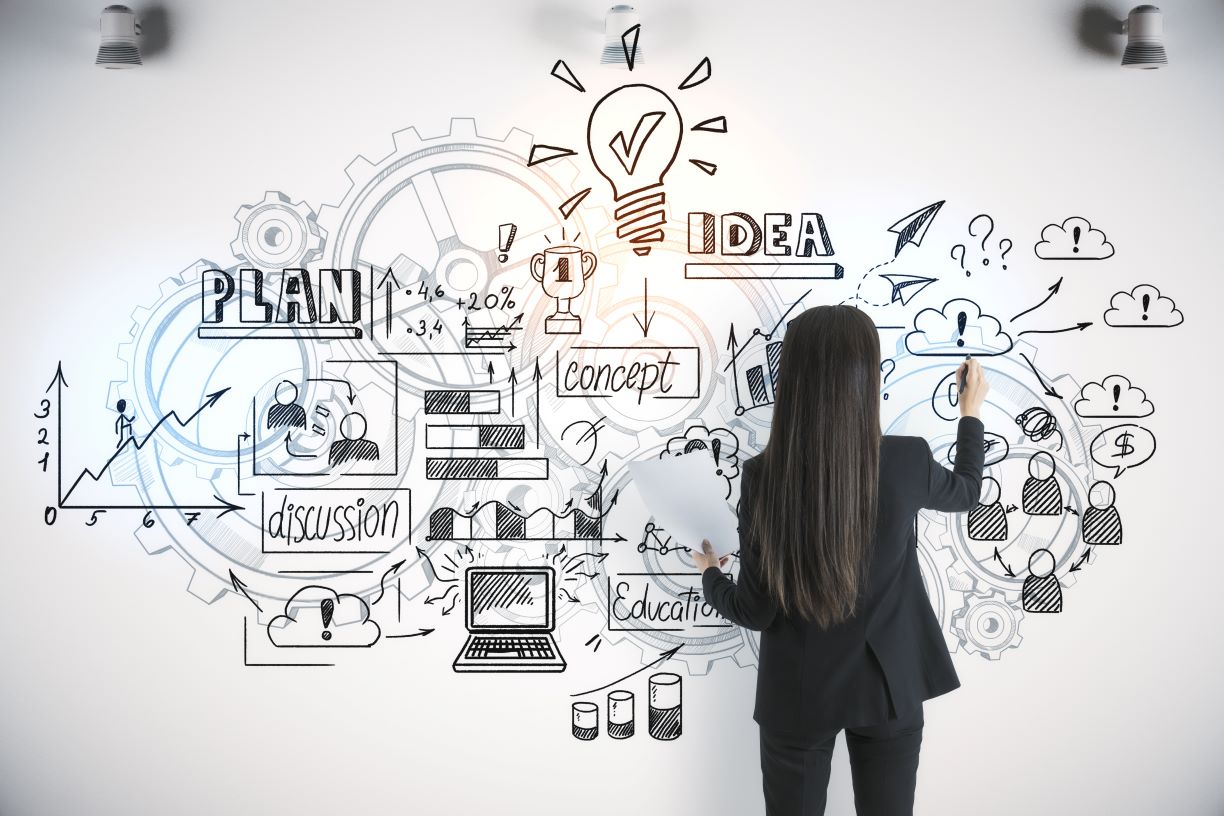 IDEA
PLAN
4,6
+20%
3,4
1
concept
3
2
1
0 5 6 7
discussion
Education
$